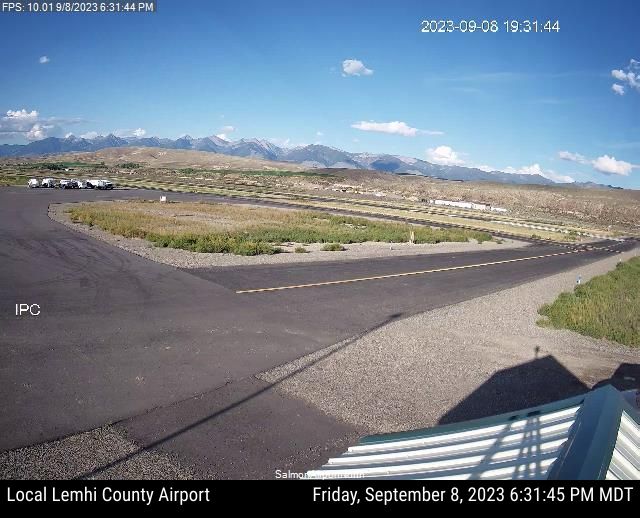 FPS: 10.01 9/8/2023 6:31:44 PM
2023-09-08 19:31:44
IPC
Local Lemhi County Airport
Friday, September 8, 2023 6:31:45 PM MDT